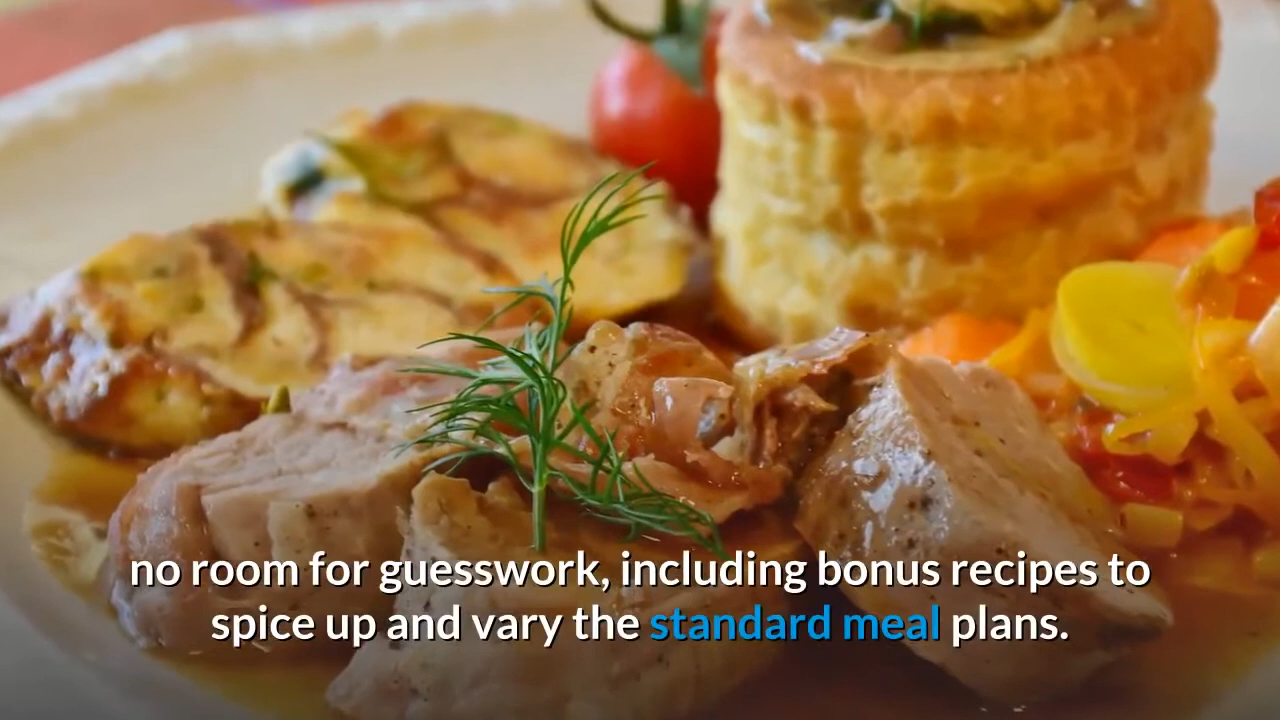 no room for guesswork, including bonus recipes to
spice up and vary the standard meal plans.